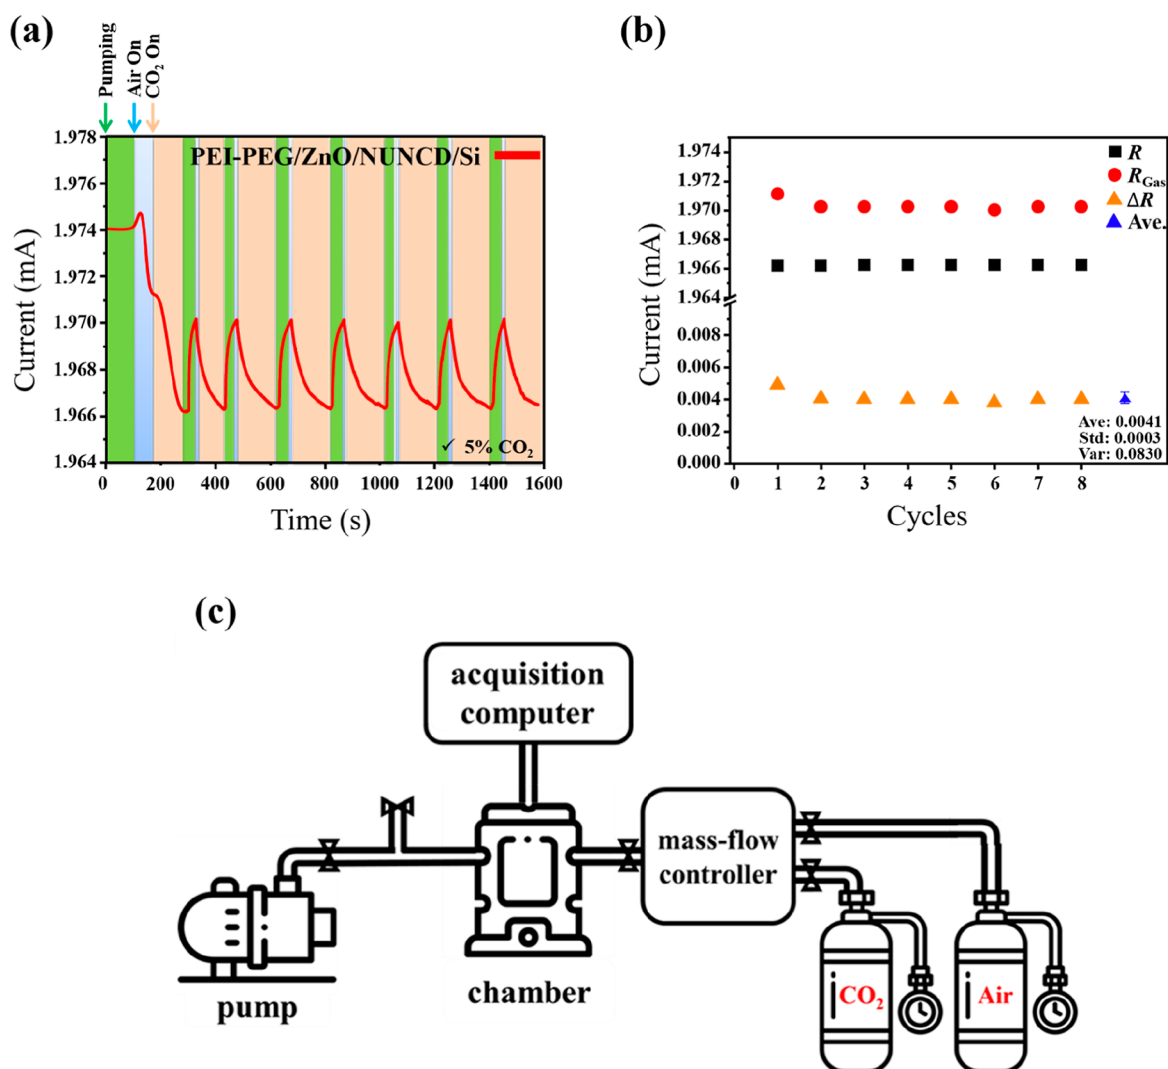 (a)
Pumping
Air On
CO₂ On
1.978
1.976
1.974
1.972
1.970
1.968
1.966
1.964
Current (mA)
PEI-PEG/ZnO/NUNCD/Si
✓ 5% CO₂
0 200 400 600 800 1000 1200 1400 1600
Time (s)
(b)
1.974
1.972
1.970
1.968
1.966
1.964
0.008
0.006
0.004
0.002
0.000
Current (mA)
R
R_Gas
ΔR
Ave.
Ave: 0.0041
Std: 0.0003
Var: 0.0830
0 1 2 3 4 5 6 7 8
Cycles
(c)
acquisition
computer
mass-flow
controller
pump
chamber
CO₂
Air